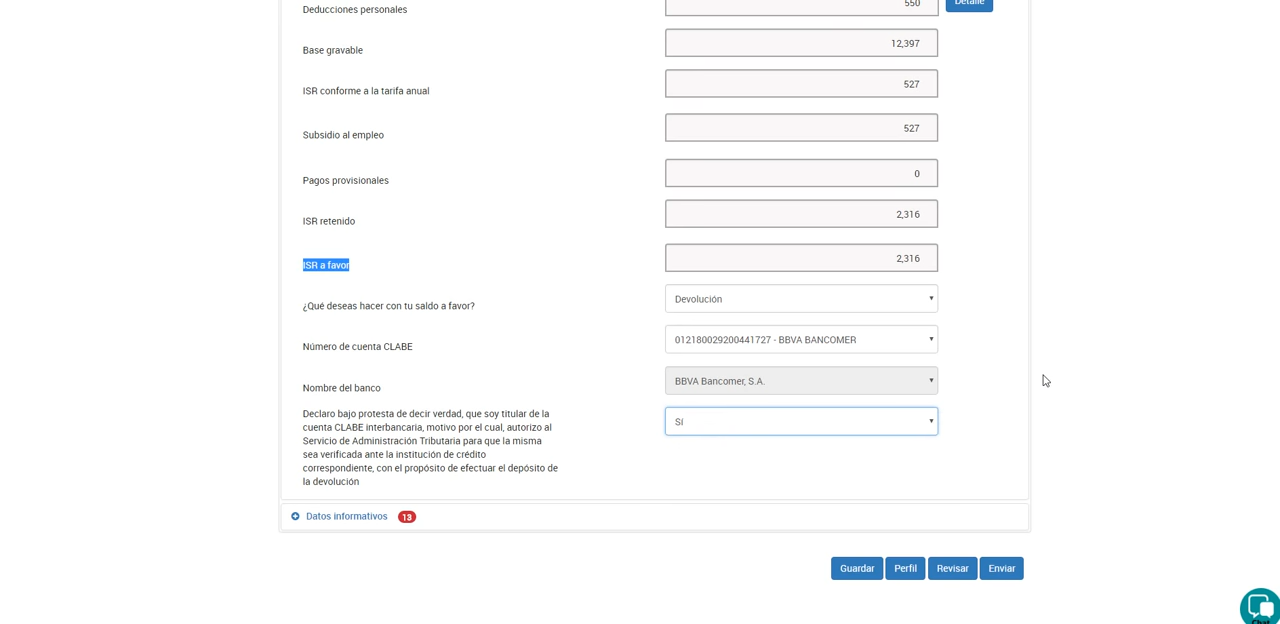 Deducciones personales
550
Detalle
Base gravable
12,397
ISR conforme a la tarifa anual
527
Subsidio al empleo
527
Pagos provisionales
0
ISR retenido
2,316
ISR a favor
2,316
¿Qué deseas hacer con tu saldo a favor?
Devolución
Número de cuenta CLABE
012180029200441727 - BBVA BANCOMER
Nombre del banco
BBVA Bancomer, S.A.
Declaro bajo protesta de decir verdad, que soy titular de la
cuenta CLABE interbancaria, motivo por el cual, autorizo al
Servicio de Administración Tributaria para que la misma
sea verificada ante la institución de crédito
correspondiente, con el propósito de efectuar el depósito de
la devolución
Sí
Datos informativos 13
Guardar Perfil Revisar Enviar
Chat